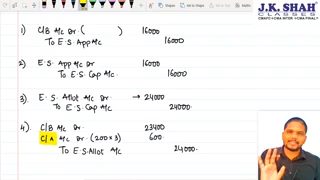 J.K. SHAH
CLASSES
1) C/B A/c Dr ( ) 16000
To E.S. App A/c 16000
2) E.S. App A/c Dr 16000
To E.S. Cap A/c 16000
3) E.S. Allot A/c Dr → 24000
To E.S. Cap A/c 24000.
4.) C/B A/c Dr 23400
C/A A/c Dr (200 × 3) 600
To E.S. Allot A/c 24000.